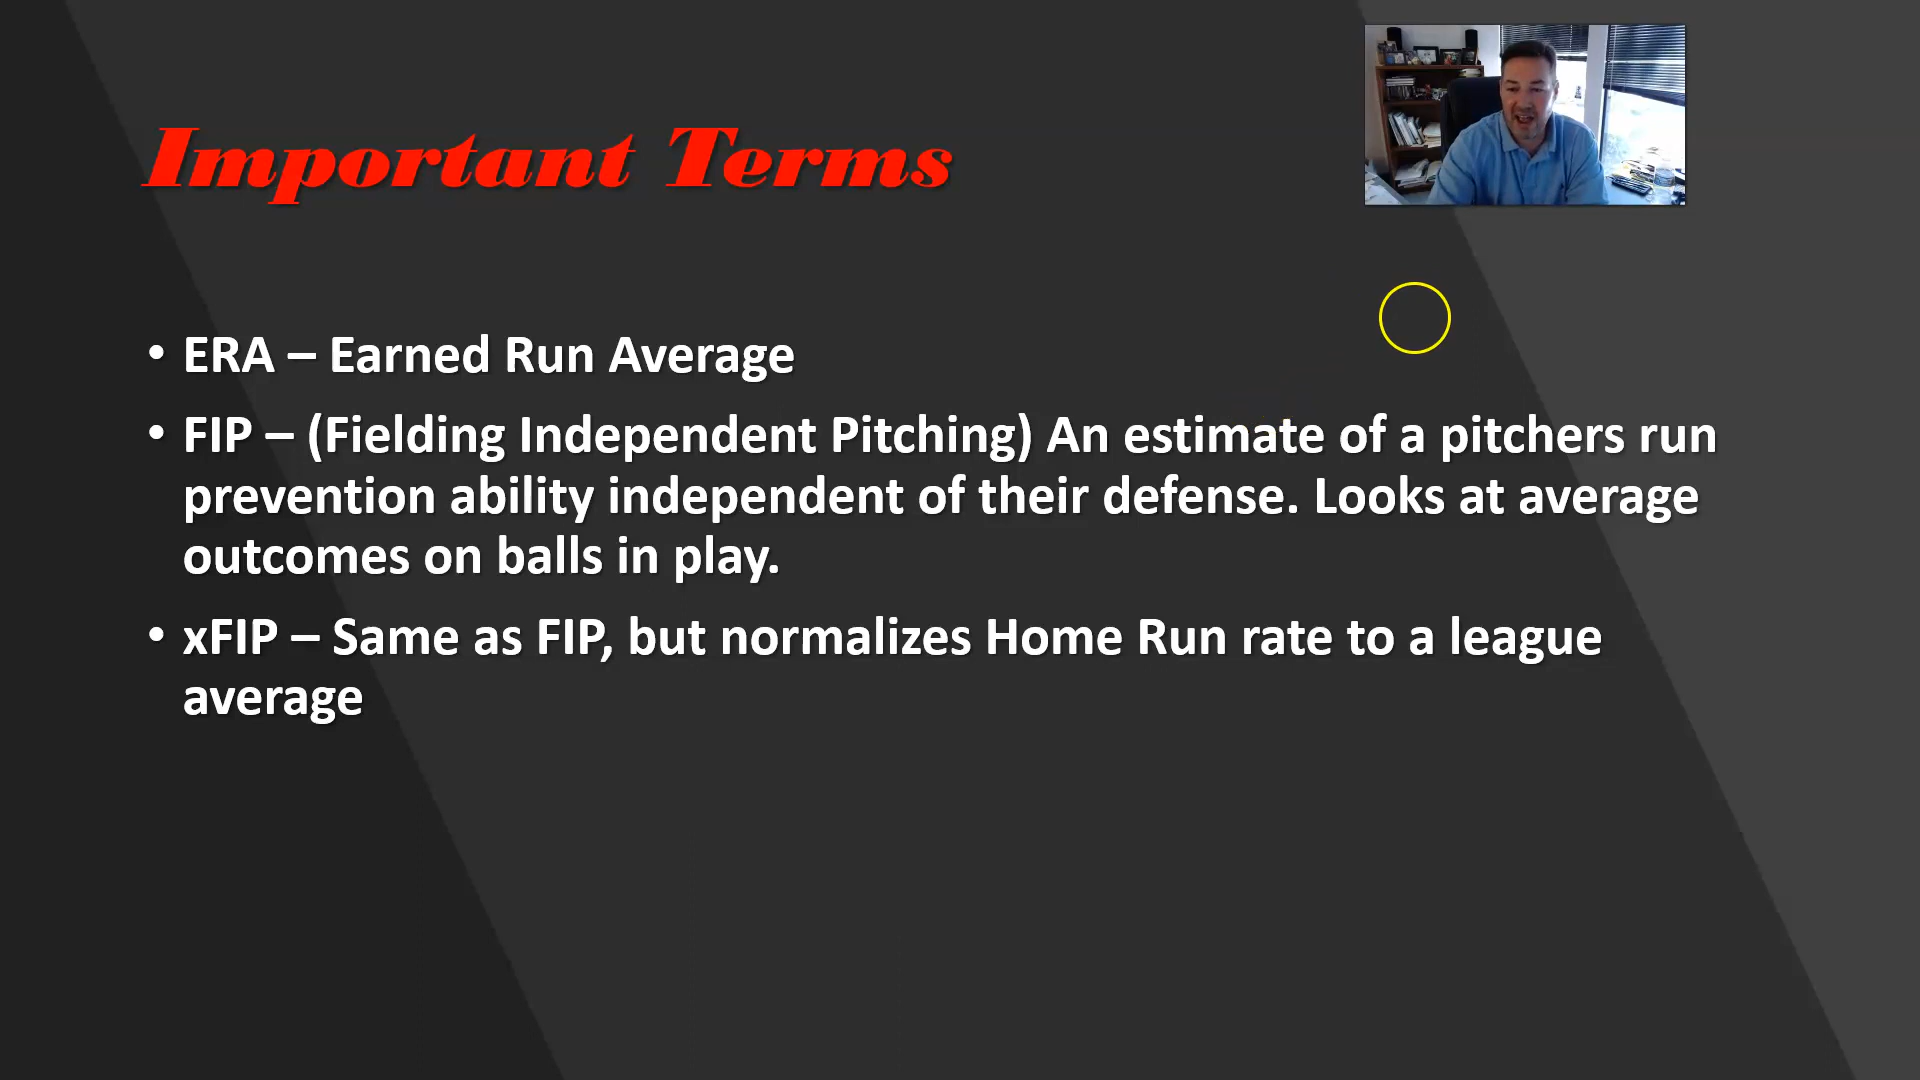 Important Terms
• ERA – Earned Run Average
• FIP – (Fielding Independent Pitching) An estimate of a pitchers run
prevention ability independent of their defense. Looks at average
outcomes on balls in play.
• xFIP – Same as FIP, but normalizes Home Run rate to a league
average